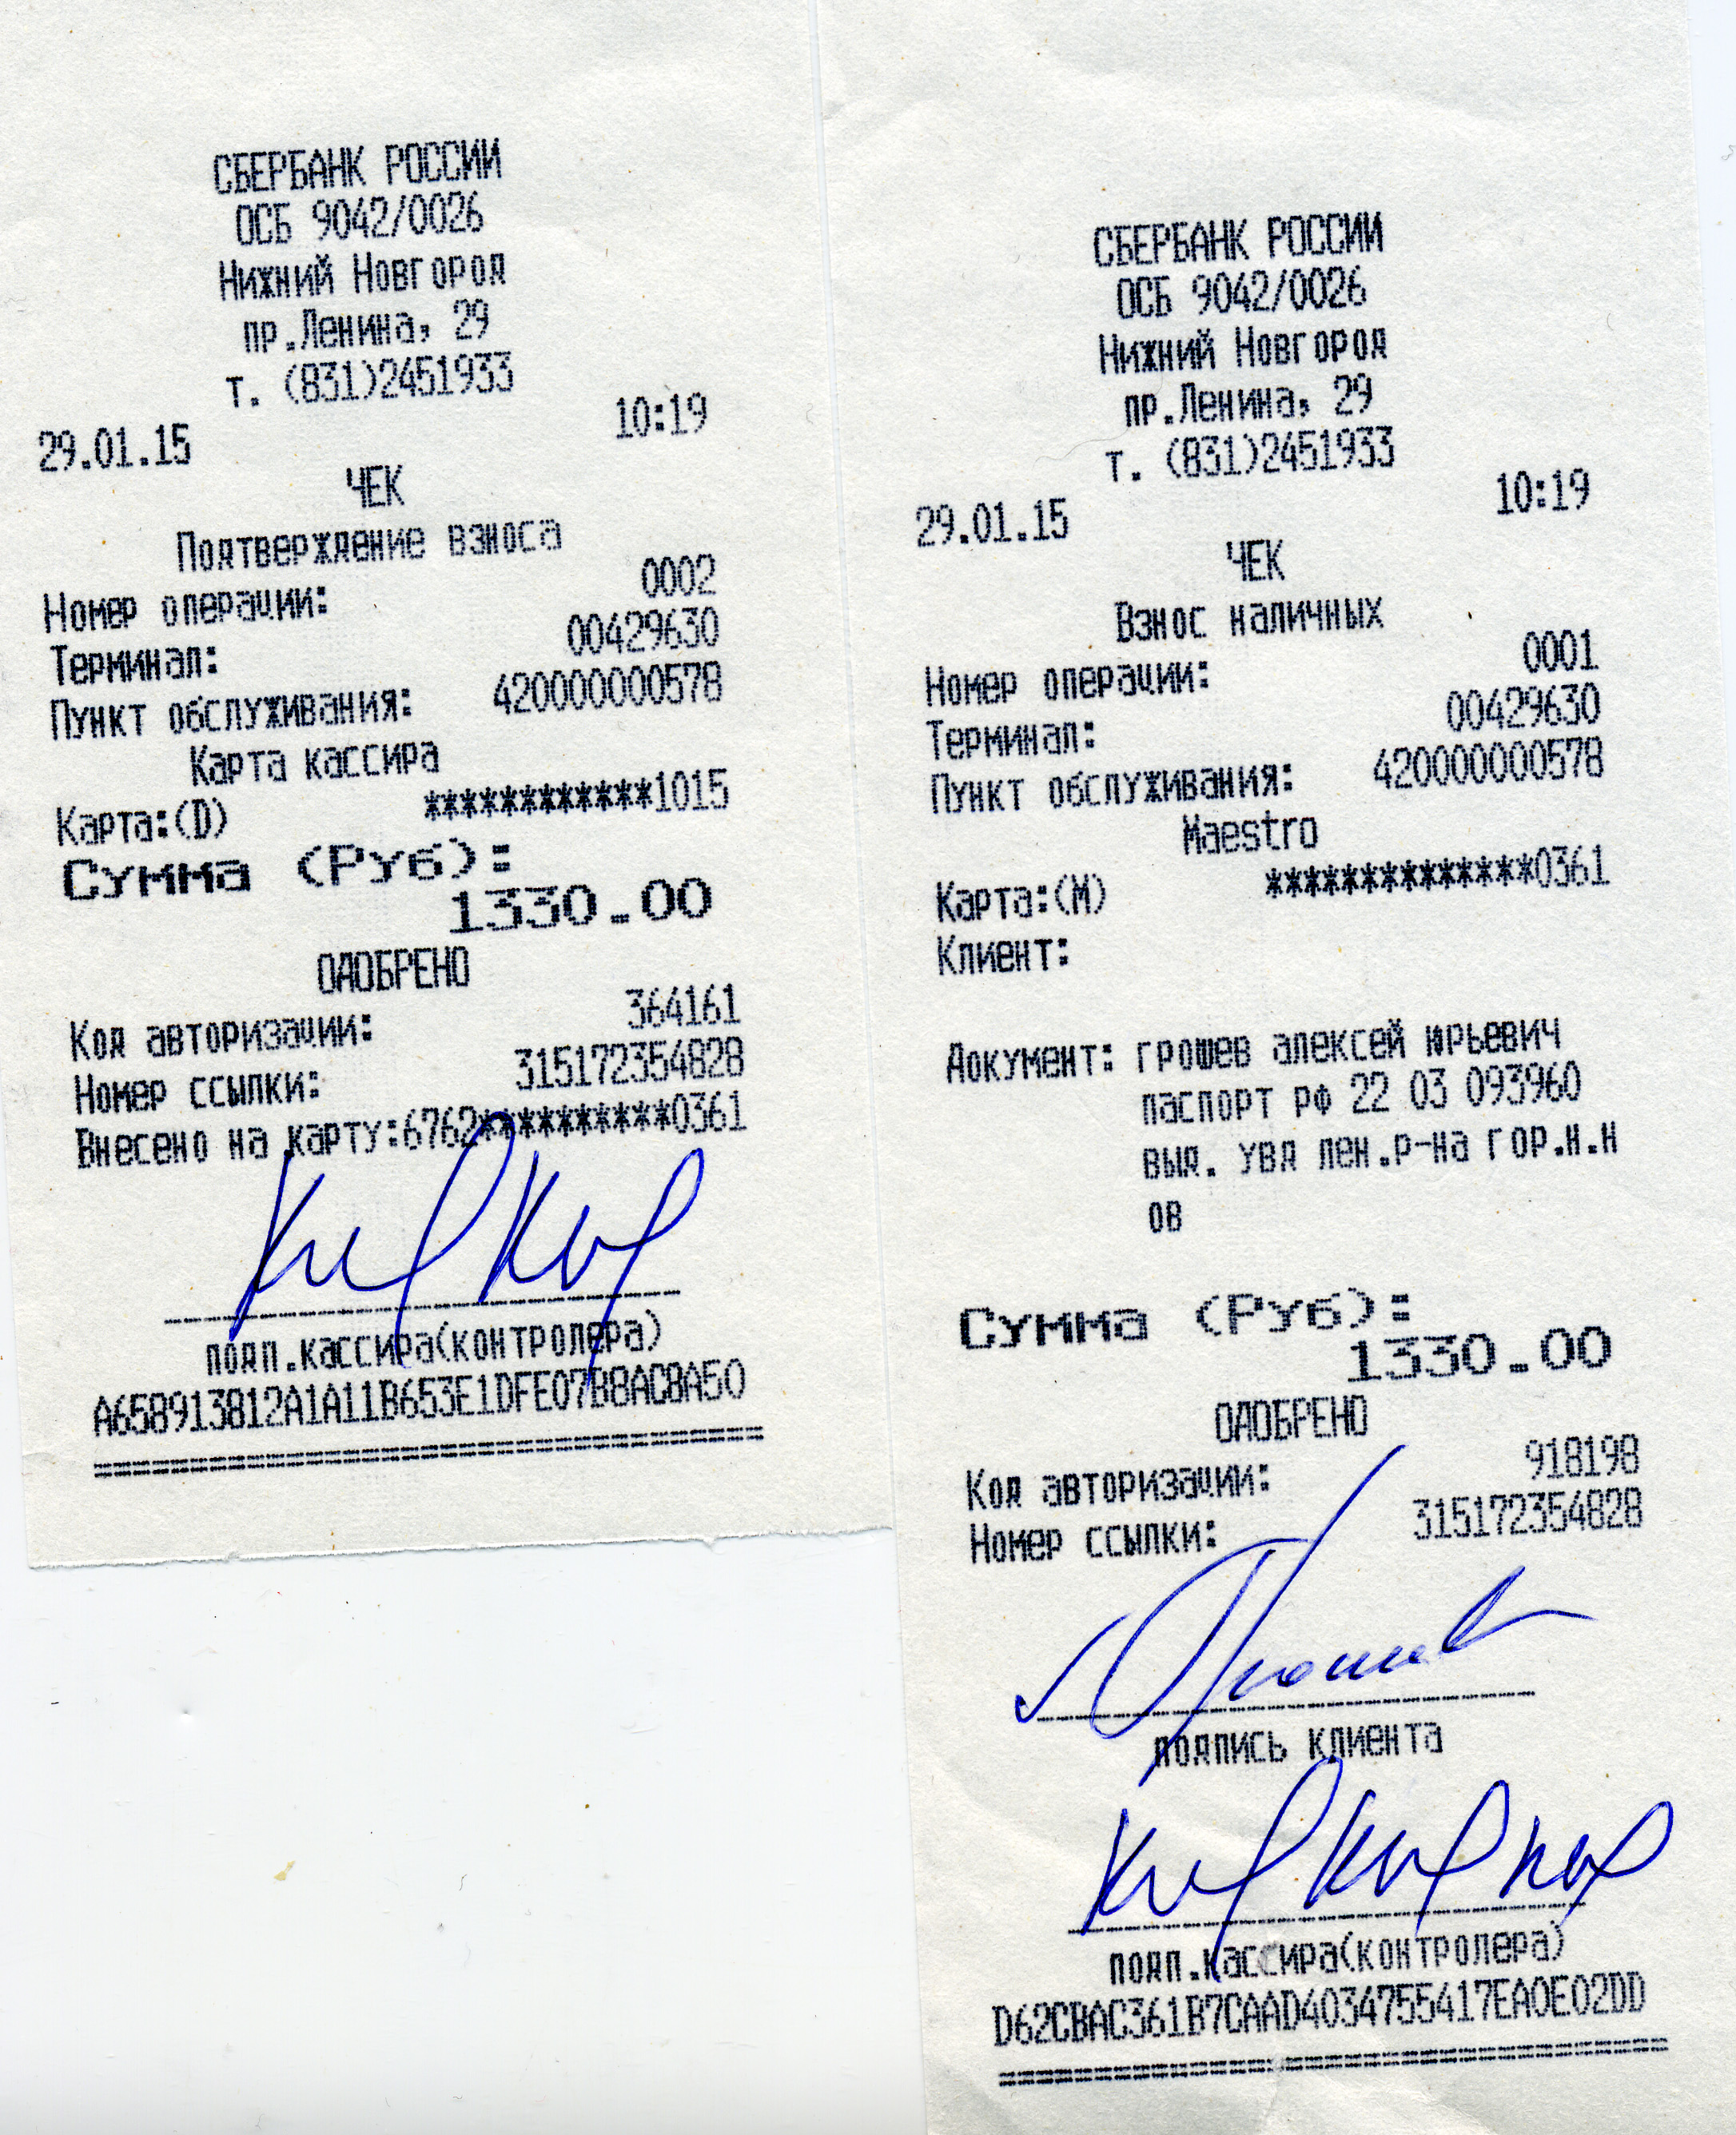 СБЕРБАНК РОССИИ
ОСБ 9042/0026
Нижний Новгород
пр.Ленина, 29
т. (831)2451933
29.01.15 10:19
ЧЕК
Подтверждение взноса
Номер операции: 0002
Терминал: 00429630
Пункт обслуживания: 420000000578
Карта кассира
Карта:(D) ************1015
Сумма (Руб):
1330.00
ОДОБРЕНО
Код авторизации: 364161
Номер ссылки: 315172354828
Внесено на карту:6762**********0361
подп.кассира(контролера)
A658913812A1A11B653E1DFE07B8AC8A50
СБЕРБАНК РОССИИ
ОСБ 9042/0026
Нижний Новгород
пр.Ленина, 29
т. (831)2451933
29.01.15 10:19
ЧЕК
Взнос наличных
Номер операции: 0001
Терминал: 00429630
Пункт обслуживания: 420000000578
Maestro
Карта:(M) **************0361
Клиент:
Документ: грошев алексей юрьевич
паспорт рф 22 03 093960
выд. увд лен.р-на гор.н.н
ов
Сумма (Руб):
1330.00
ОДОБРЕНО
Код авторизации: 918198
Номер ссылки: 315172354828
подпись клиента
подп.кассира(контролера)
D62CBAC361B7CAAD4034755417EA0E02DD